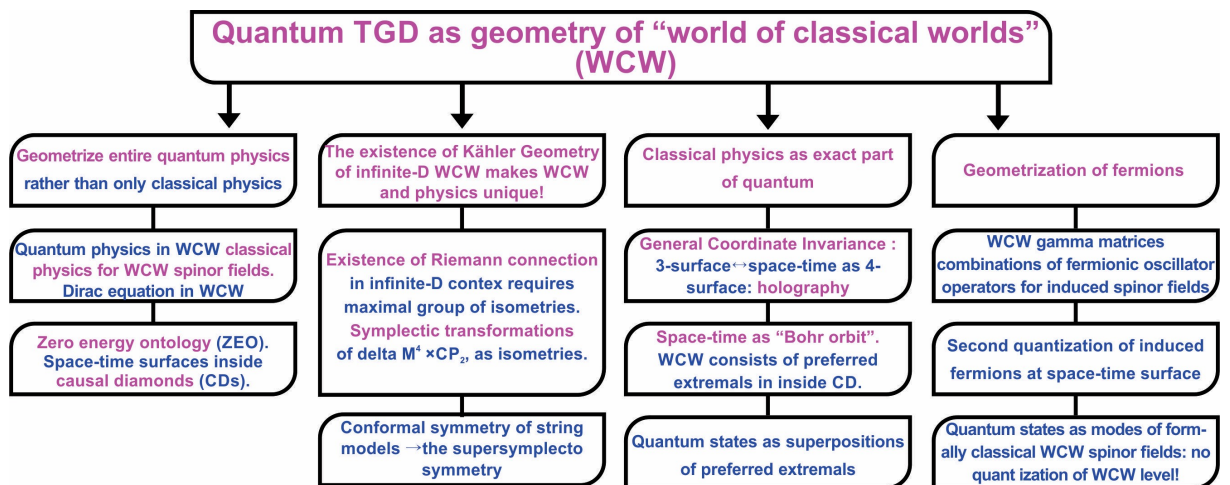 Quantum TGD as geometry of “world of classical worlds”
(WCW)
Geometrize entire quantum physics
rather than only classical physics
Quantum physics in WCW classical
physics for WCW spinor fields.
Dirac equation in WCW
Zero energy ontology (ZEO).
Space-time surfaces inside
causal diamonds (CDs).
The existence of Kähler Geometry
of infinite-D WCW makes WCW
and physics unique!
Existence of Riemann connection
in infinite-D contex requires
maximal group of isometries.
Symplectic transformations
of delta M⁴ ×CP₂, as isometries.
Conformal symmetry of string
models →the supersymplecto
symmetry
Classical physics as exact part
of quantum
General Coordinate Invariance :
3-surface↔space-time as 4-
surface: holography
Space-time as “Bohr orbit”.
WCW consists of preferred
extremals in inside CD.
Quantum states as superpositions
of preferred extremals
Geometrization of fermions
WCW gamma matrices
combinations of fermionic oscillator
operators for induced spinor fields
Second quantization of induced
fermions at space-time surface
Quantum states as modes of form-
ally classical WCW spinor fields: no
quant ization of WCW level!